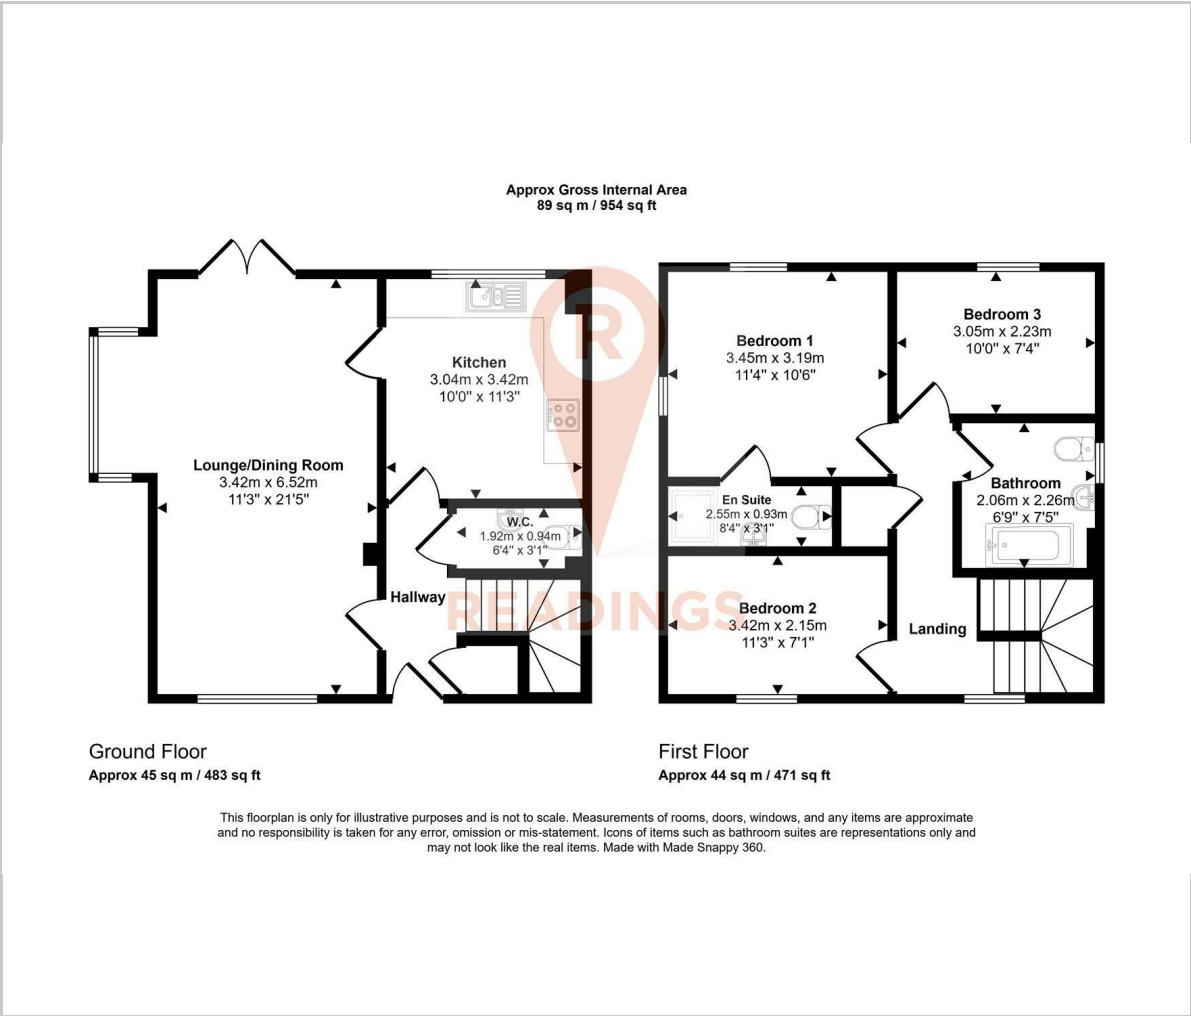 Approx Gross Internal Area
89 sq m / 954 sq ft
R
Kitchen
3.04m x 3.42m
10'0" x 11'3"
Lounge/Dining Room
3.42m x 6.52m
11'3" x 21'5"
W.C.
1.92m x 0.94m
6'4" x 3'1"
Hallway
READINGS
Bedroom 1
3.45m x 3.19m
11'4" x 10'6"
Bedroom 3
3.05m x 2.23m
10'0" x 7'4"
Bathroom
2.06m x 2.26m
6'9" x 7'5"
En Suite
2.55m x 0.93m
8'4" x 3'1"
Bedroom 2
3.42m x 2.15m
11'3" x 7'1"
Landing
Ground Floor
Approx 45 sq m / 483 sq ft
First Floor
Approx 44 sq m / 471 sq ft
This floorplan is only for illustrative purposes and is not to scale. Measurements of rooms, doors, windows, and any items are approximate
and no responsibility is taken for any error, omission or mis-statement. Icons of items such as bathroom suites are representations only and
may not look like the real items. Made with Made Snappy 360.